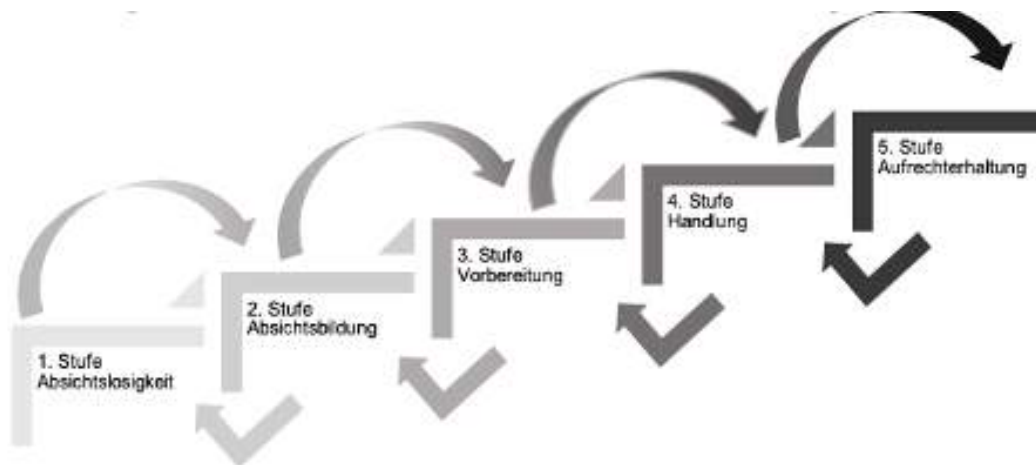 1. Stufe
Absichtslosigkeit
2. Stufe
Absichtsbildung
3. Stufe
Vorbereitung
4. Stufe
Handlung
5. Stufe
Aufrechterhaltung